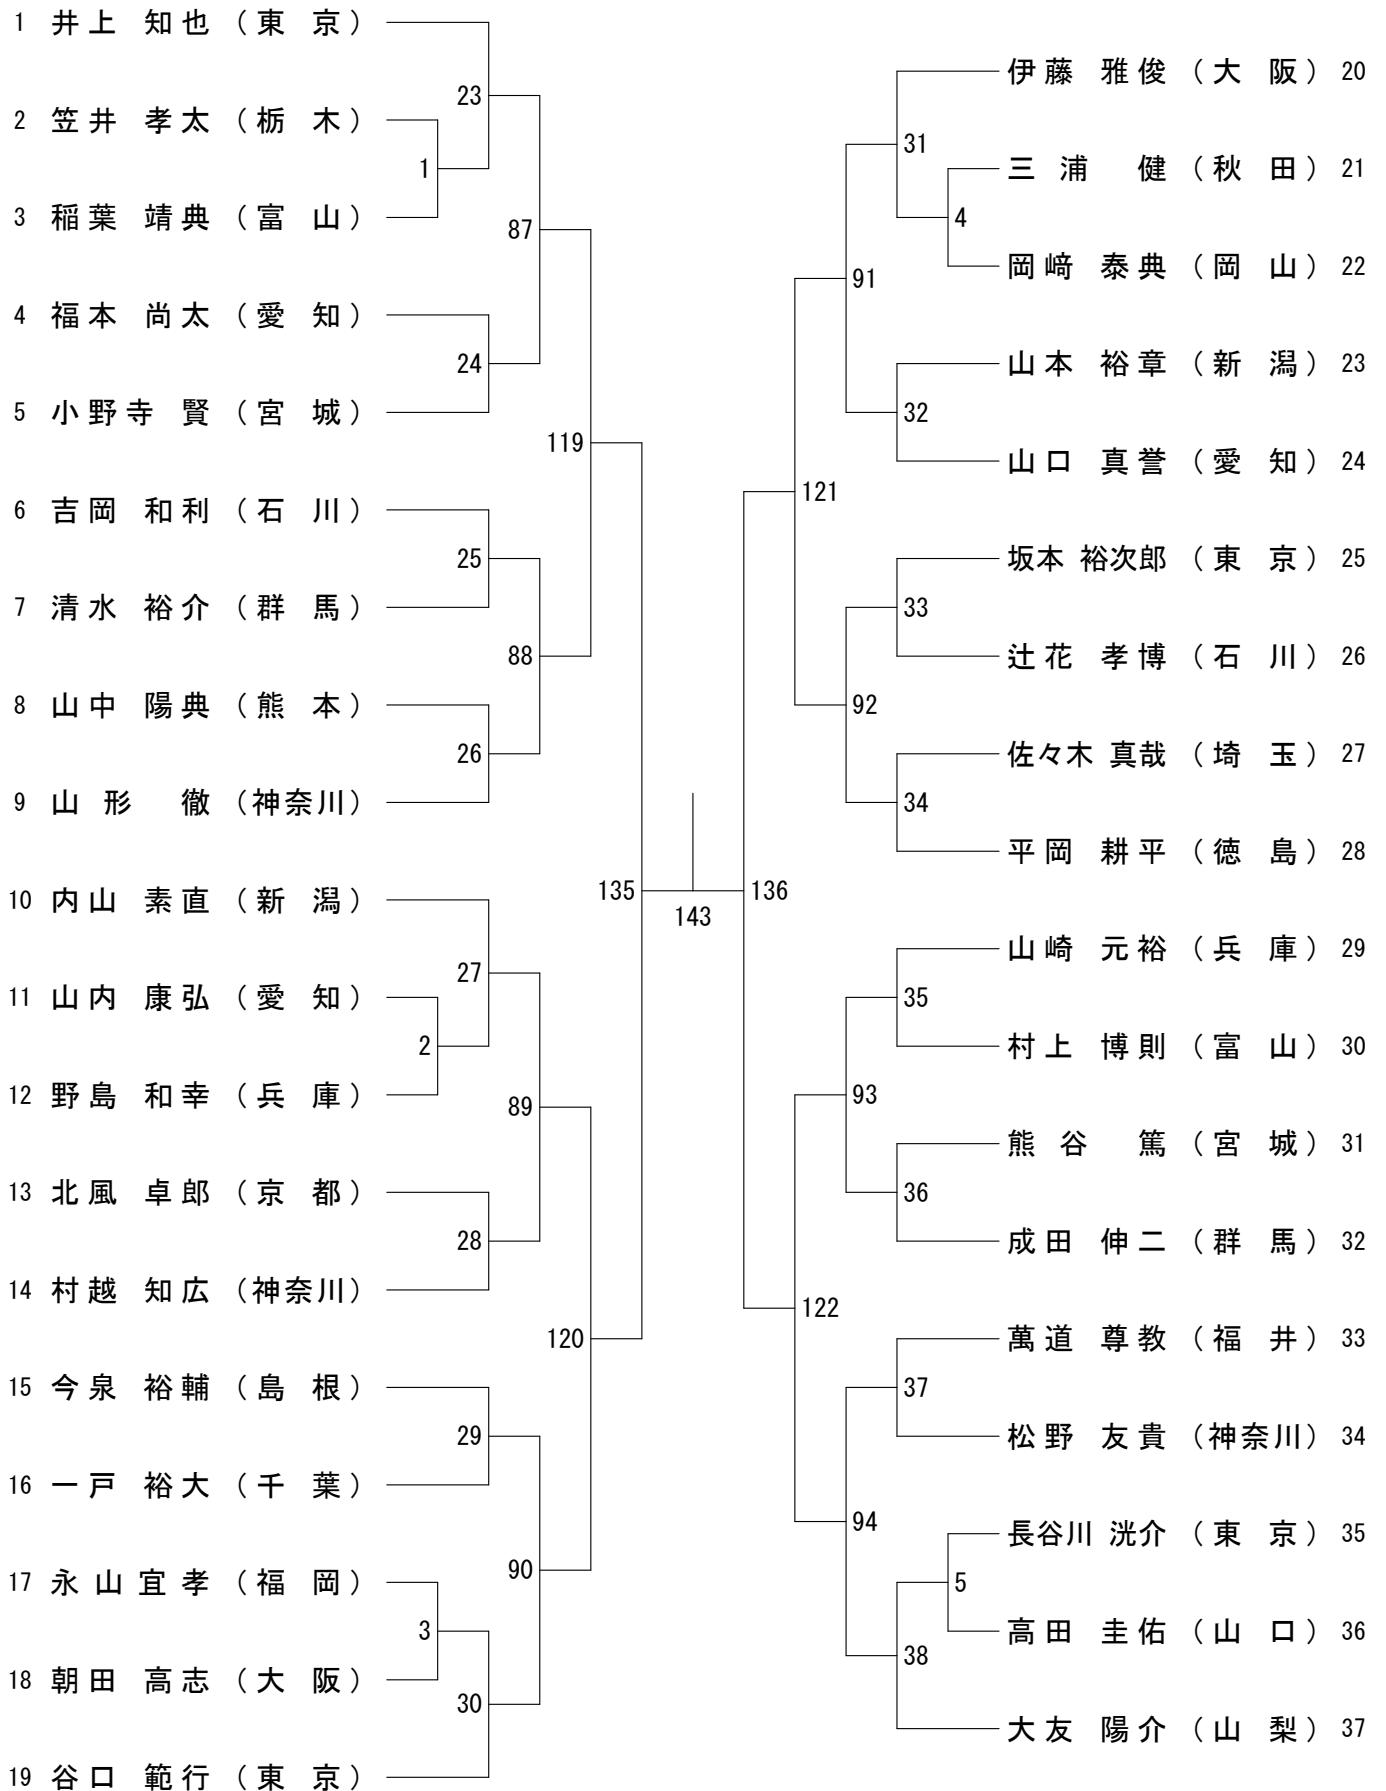 1 井上 知也 （東 京）
2 笠井 孝太 （栃 木）
3 稲葉 靖典 （富 山）
4 福本 尚太 （愛 知）
5 小野寺 賢 （宮 城）
6 吉岡 和利 （石 川）
7 清水 裕介 （群 馬）
8 山中 陽典 （熊 本）
9 山形 徹 （神奈川）
10 内山 素直 （新 潟）
11 山内 康弘 （愛 知）
12 野島 和幸 （兵 庫）
13 北風 卓郎 （京 都）
14 村越 知広 （神奈川）
15 今泉 裕輔 （島 根）
16 一戸 裕大 （千 葉）
17 永山宜孝 （福 岡）
18 朝田 高志 （大 阪）
19 谷口 範行 （東 京）
1
2
3
23
24
25
26
27
28
29
30
87
88
89
90
119
120
135
143
136
121
122
91
92
93
94
31
32
33
34
35
36
37
38
4
5
伊藤 雅俊 （大 阪） 20
三浦 健 （秋 田） 21
岡﨑 泰典 （岡 山） 22
山本 裕章 （新 潟） 23
山口 真誉 （愛 知） 24
坂本 裕次郎 （東 京） 25
辻花 孝博 （石 川） 26
佐々木 真哉 （埼 玉） 27
平岡 耕平 （徳 島） 28
山崎 元裕 （兵 庫） 29
村上 博則 （富 山） 30
熊谷 篤 （宮 城） 31
成田 伸二 （群 馬） 32
萬道 尊教 （福 井） 33
松野 友貴 （神奈川） 34
長谷川 洸介 （東 京） 35
高田 圭佑 （山 口） 36
大友 陽介 （山 梨） 37